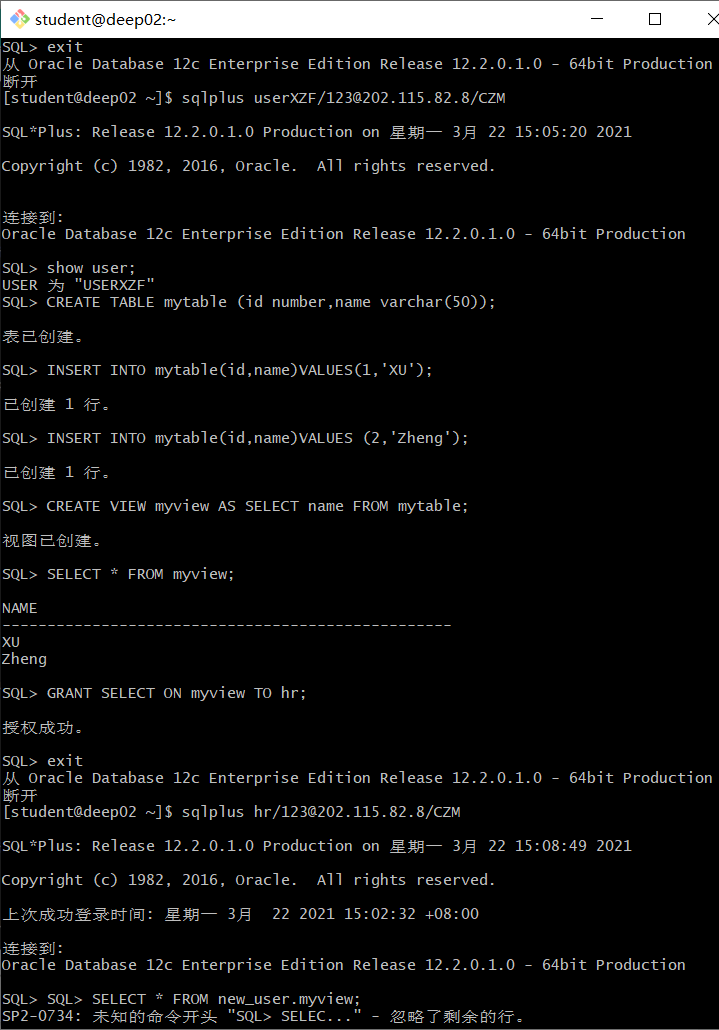 student@deep02:~
SQL> exit
从 Oracle Database 12c Enterprise Edition Release 12.2.0.1.0 - 64bit Production
断开
[student@deep02 ~]$ sqlplus userXZF/123@202.115.82.8/CZM
SQL*Plus: Release 12.2.0.1.0 Production on 星期一 3月 22 15:05:20 2021
Copyright (c) 1982, 2016, Oracle.  All rights reserved.
连接到:
Oracle Database 12c Enterprise Edition Release 12.2.0.1.0 - 64bit Production
SQL> show user;
USER 为 "USERXZF"
SQL> CREATE TABLE mytable (id number,name varchar(50));
表已创建。
SQL> INSERT INTO mytable(id,name)VALUES(1,'XU');
已创建 1 行。
SQL> INSERT INTO mytable(id,name)VALUES (2,'Zheng');
已创建 1 行。
SQL> CREATE VIEW myview AS SELECT name FROM mytable;
视图已创建。
SQL> SELECT * FROM myview;
NAME
--------------------------------------------------
XU
Zheng
SQL> GRANT SELECT ON myview TO hr;
授权成功。
SQL> exit
从 Oracle Database 12c Enterprise Edition Release 12.2.0.1.0 - 64bit Production
断开
[student@deep02 ~]$ sqlplus hr/123@202.115.82.8/CZM
SQL*Plus: Release 12.2.0.1.0 Production on 星期一 3月 22 15:08:49 2021
Copyright (c) 1982, 2016, Oracle.  All rights reserved.
上次成功登录时间: 星期一 3月  22 2021 15:02:32 +08:00
连接到:
Oracle Database 12c Enterprise Edition Release 12.2.0.1.0 - 64bit Production
SQL> SQL> SELECT * FROM new_user.myview;
SP2-0734: 未知的命令开头 "SQL> SELEC..." - 忽略了剩余的行。